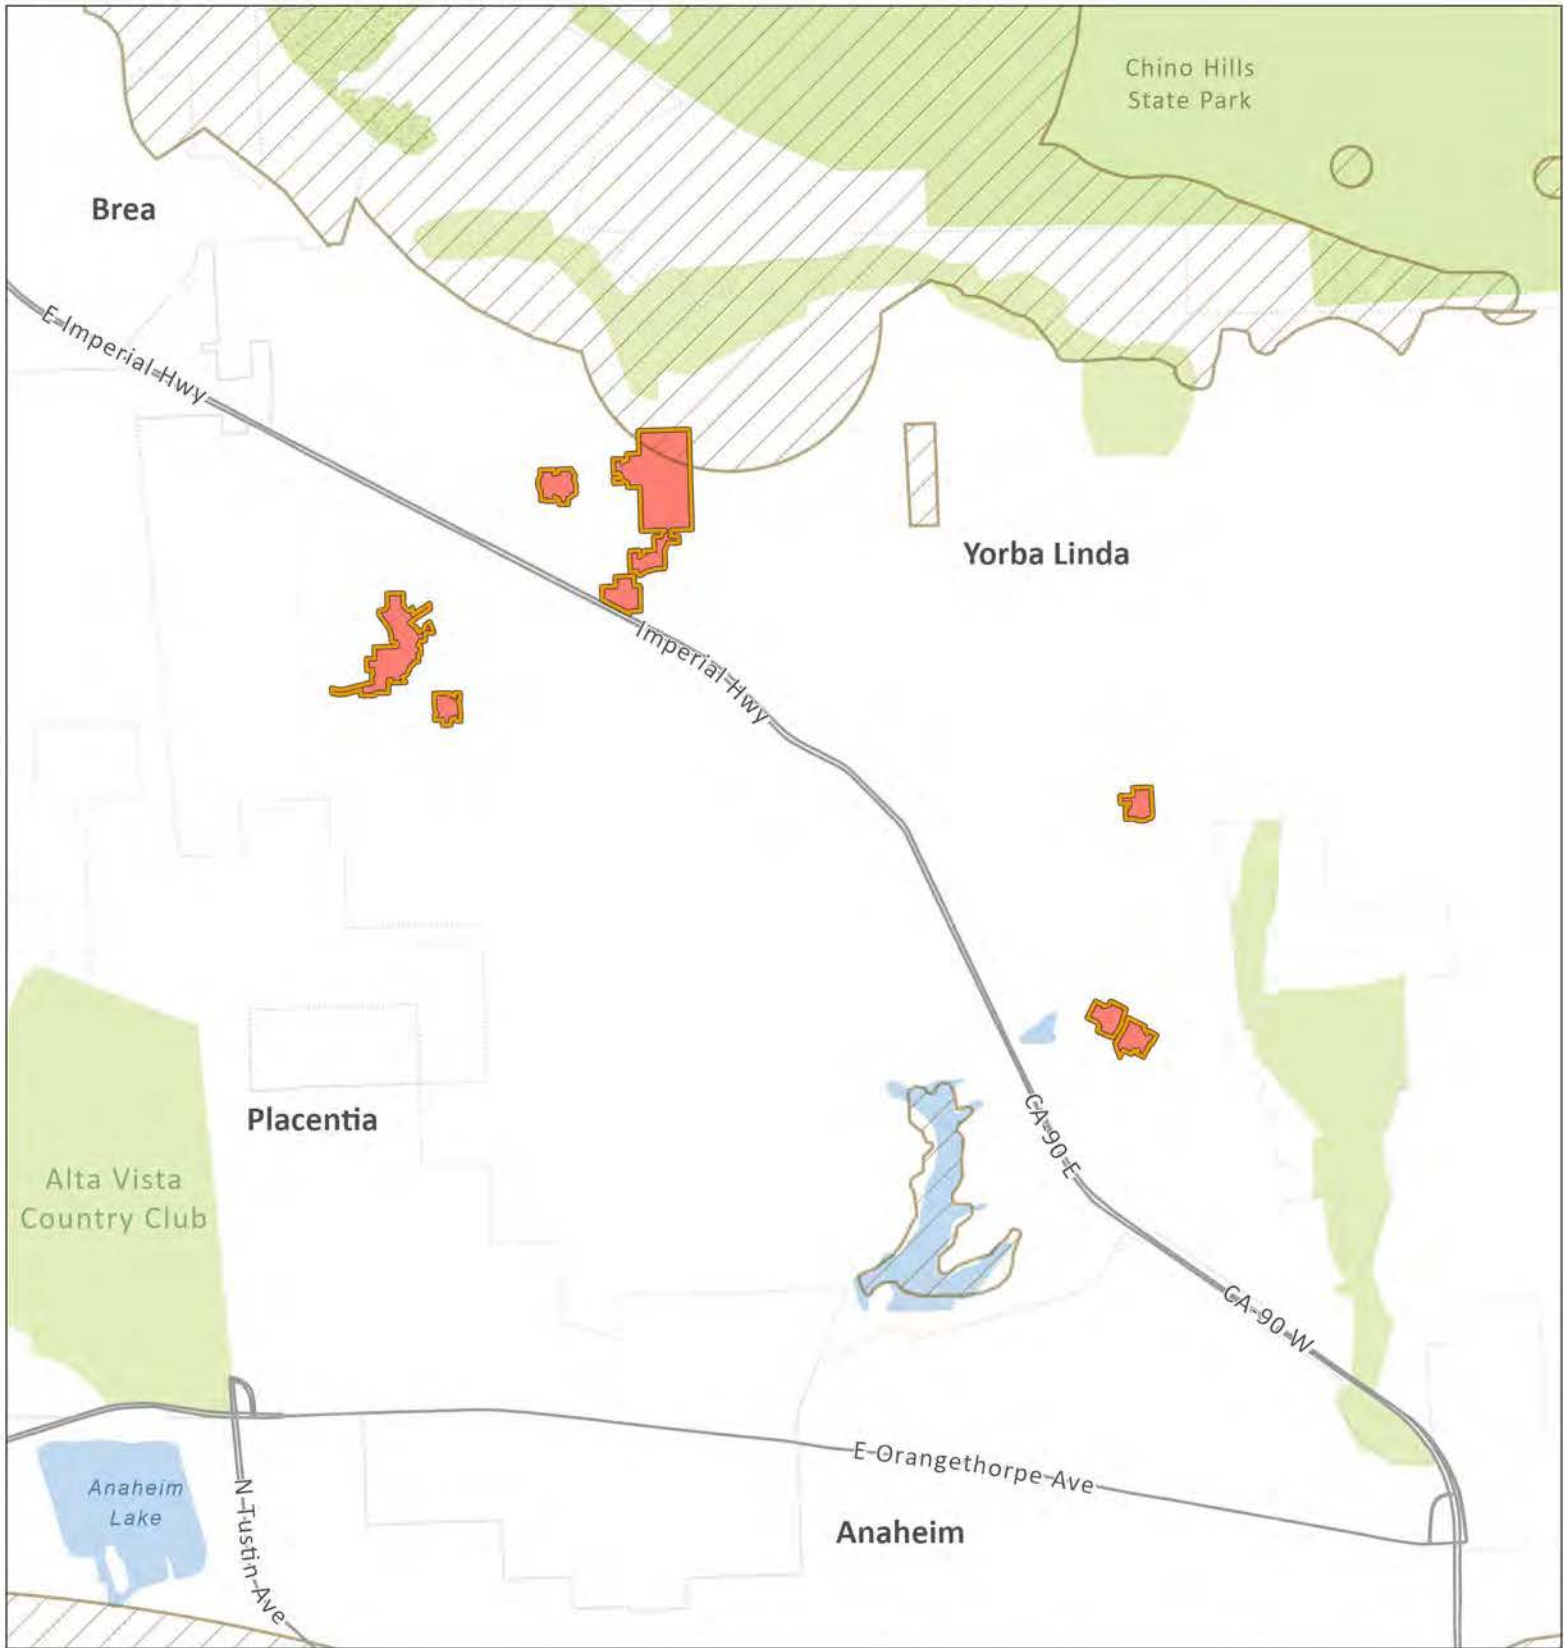 Chino Hills
State Park
Brea
E Imperial Hwy
Yorba Linda
Imperial Hwy
Placentia
CA-90 E
Alta Vista
Country Club
CA-90 W
E Orangethorpe Ave
Anaheim
Lake
N Tustin Ave
Anaheim